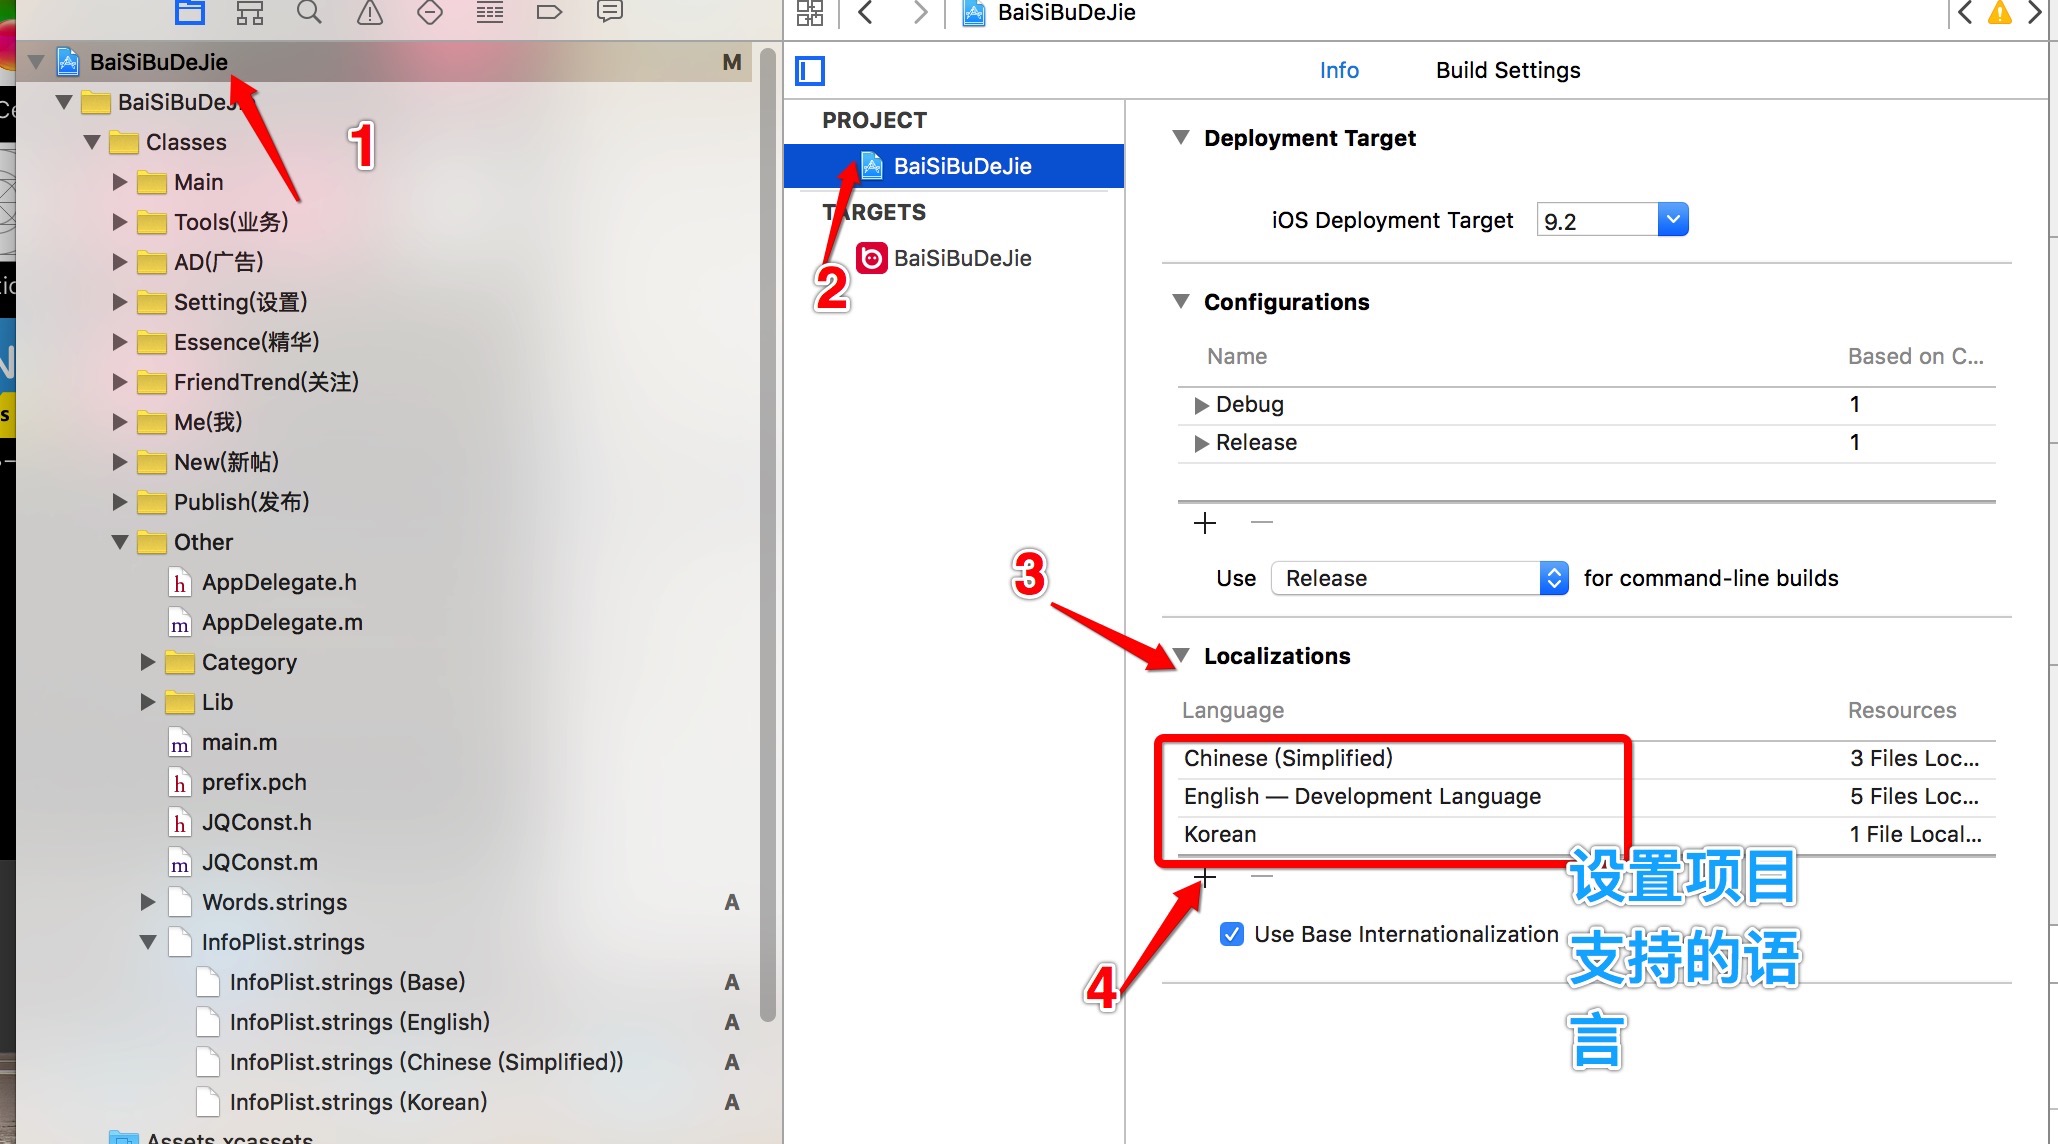 BaiSiBuDeJie
BaiSiBuDeJie
M
BaiSiBuDeJ
Classes
1
Main
Tools(业务)
AD(广告)
Setting(设置)
Essence(精华)
FriendTrend(关注)
Me(我)
New(新帖)
Publish(发布)
Other
h AppDelegate.h
m AppDelegate.m
Category
Lib
m main.m
h prefix.pch
h JQConst.h
m JQConst.m
Words.strings A
InfoPlist.strings
InfoPlist.strings (Base) A
InfoPlist.strings (English) A
InfoPlist.strings (Chinese (Simplified)) A
InfoPlist.strings (Korean) A
Assets.xcassets
Info Build Settings
PROJECT
BaiSiBuDeJie
TARGETS
2
BaiSiBuDeJie
Deployment Target
iOS Deployment Target 9.2
Configurations
Name Based on C...
Debug 1
Release 1
Use Release for command-line builds
3
Localizations
Language Resources
Chinese (Simplified) 3 Files Loc...
English — Development Language 5 Files Loc...
Korean 1 File Local...
Use Base Internationalization
4
设置项目
支持的语
言